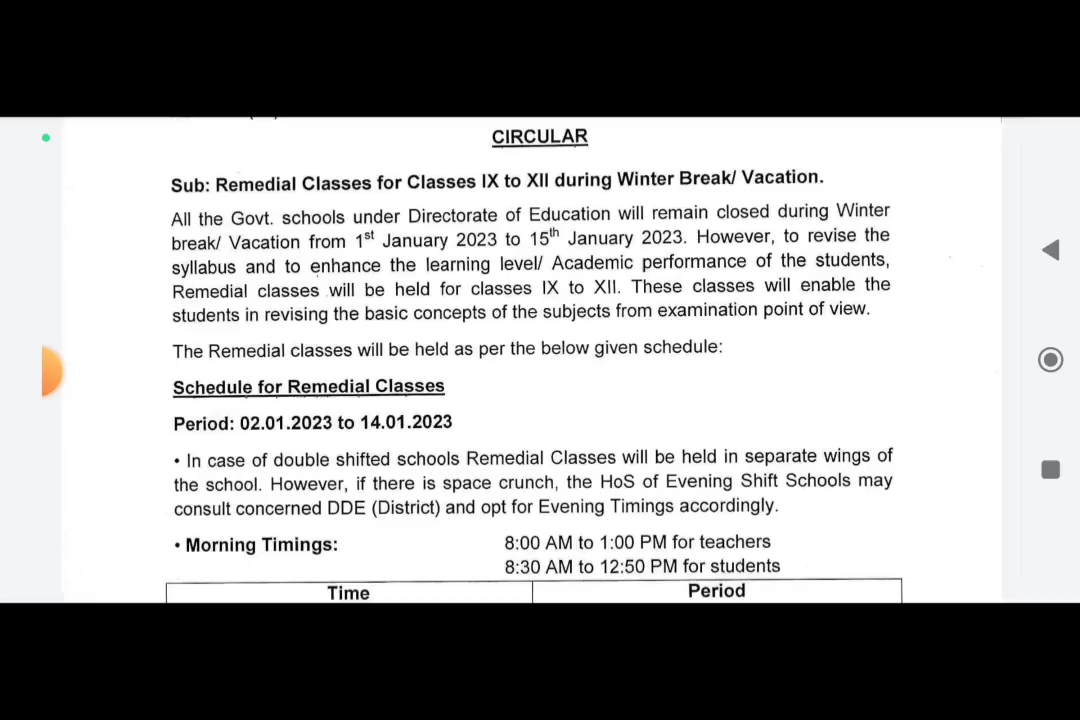 CIRCULAR
Sub: Remedial Classes for Classes IX to XII during Winter Break/ Vacation.
All the Govt. schools under Directorate of Education will remain closed during Winter
break/ Vacation from 1st January 2023 to 15th January 2023. However, to revise the
syllabus and to enhance the learning level/ Academic performance of the students,
Remedial classes will be held for classes IX to XII. These classes will enable the
students in revising the basic concepts of the subjects from examination point of view.
The Remedial classes will be held as per the below given schedule:
Schedule for Remedial Classes
Period: 02.01.2023 to 14.01.2023
• In case of double shifted schools Remedial Classes will be held in separate wings of
the school. However, if there is space crunch, the HoS of Evening Shift Schools may
consult concerned DDE (District) and opt for Evening Timings accordingly.
• Morning Timings: 8:00 AM to 1:00 PM for teachers
8:30 AM to 12:50 PM for students
Time Period